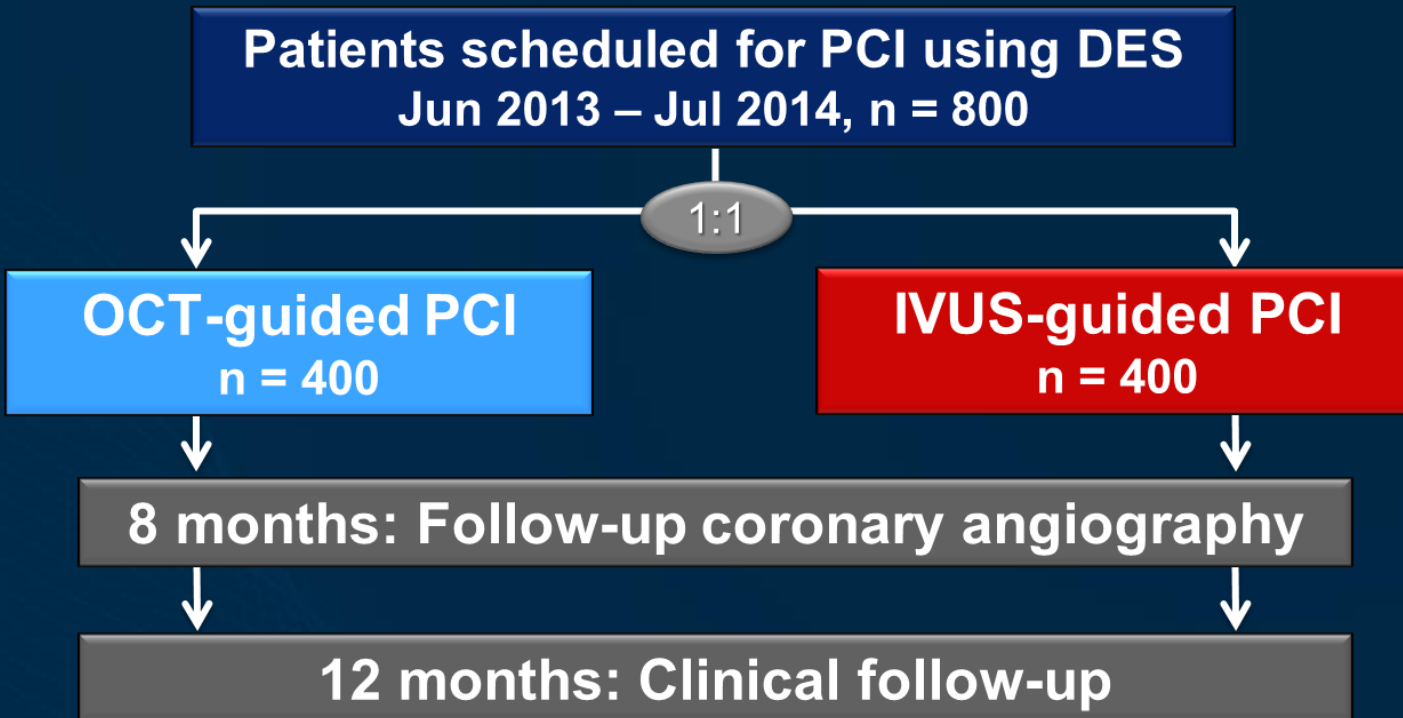 Patients scheduled for PCI using DES
Jun 2013 – Jul 2014, n = 800
1:1
OCT-guided PCI
n = 400
IVUS-guided PCI
n = 400
8 months: Follow-up coronary angiography
12 months: Clinical follow-up